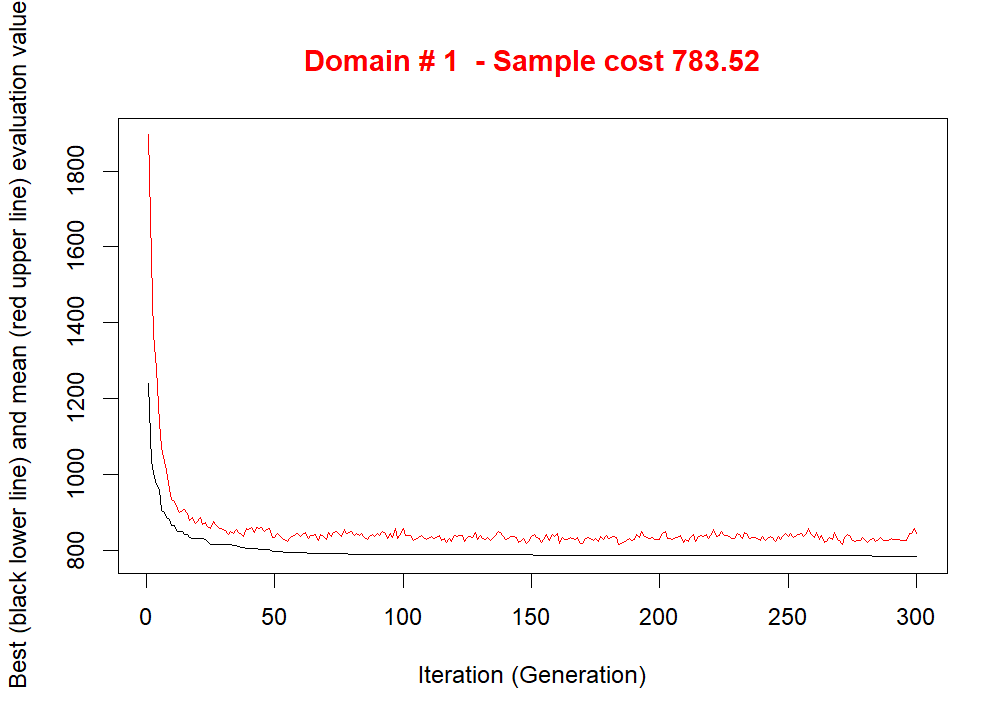 Domain # 1  - Sample cost 783.52
Best (black lower line) and mean (red upper line) evaluation value
1800
1600
1400
1200
1000
800
0 50 100 150 200 250 300
Iteration (Generation)